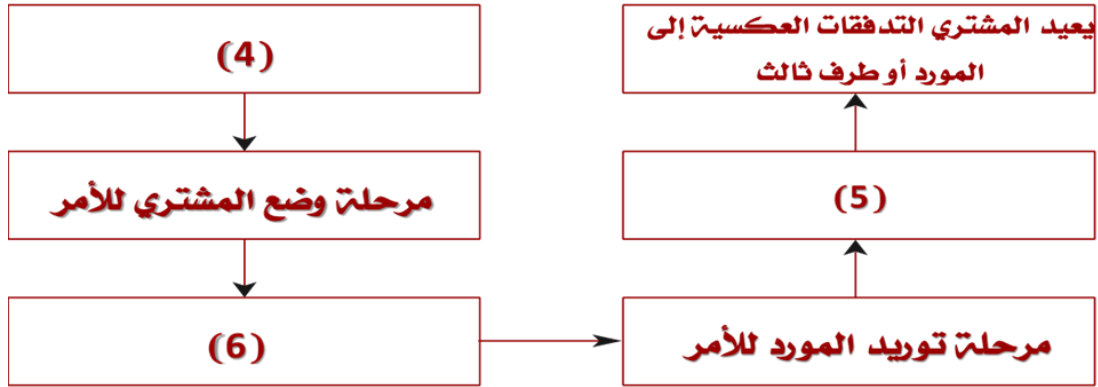 (4)
مرحلة وضع المشتري للأمر
(6)
مرحلة توريد المورد للأمر
(5)
يعيد المشتري التدفقات العكسية إلى
المورد أو طرف ثالث